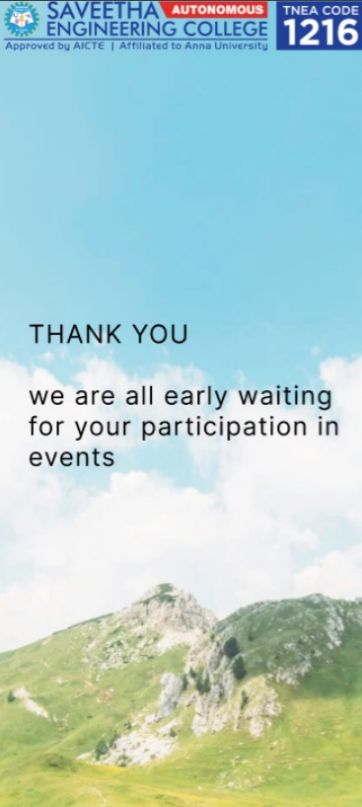 SAVEETHA AUTONOMOUS
ENGINEERING COLLEGE
Approved by AICTE | Affiliated to Anna University
TNEA CODE
1216
THANK YOU
we are all early waiting
for your participation in
events